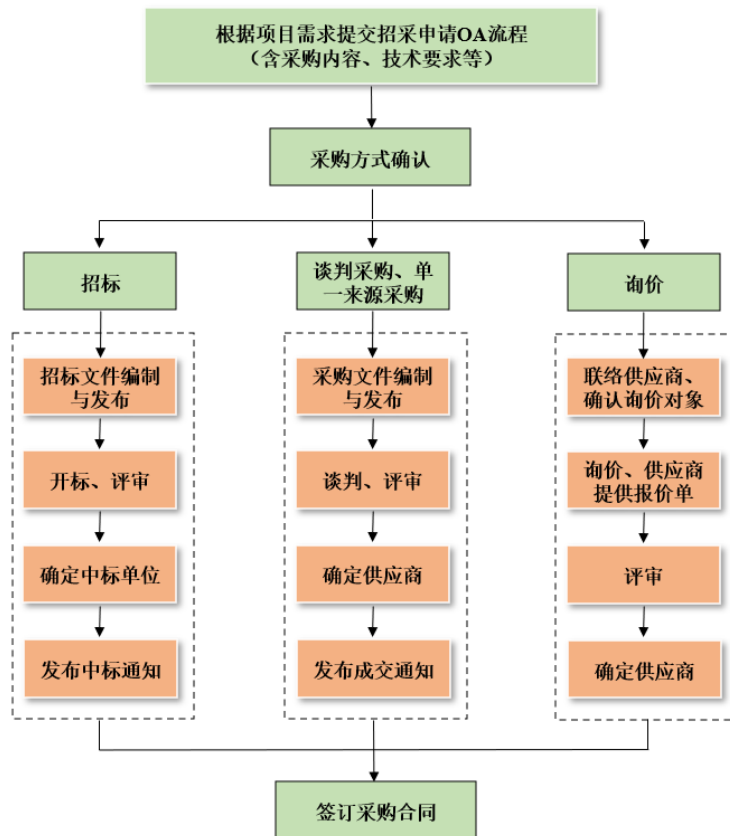 根据项目需求提交招采申请OA流程
（含采购内容、技术要求等）
采购方式确认
招标
谈判采购、单
一来源采购
询价
招标文件编制
与发布
开标、评审
确定中标单位
发布中标通知
采购文件编制
与发布
谈判、评审
确定供应商
发布成交通知
联络供应商、
确认询价对象
询价、供应商
提供报价单
评审
确定供应商
签订采购合同